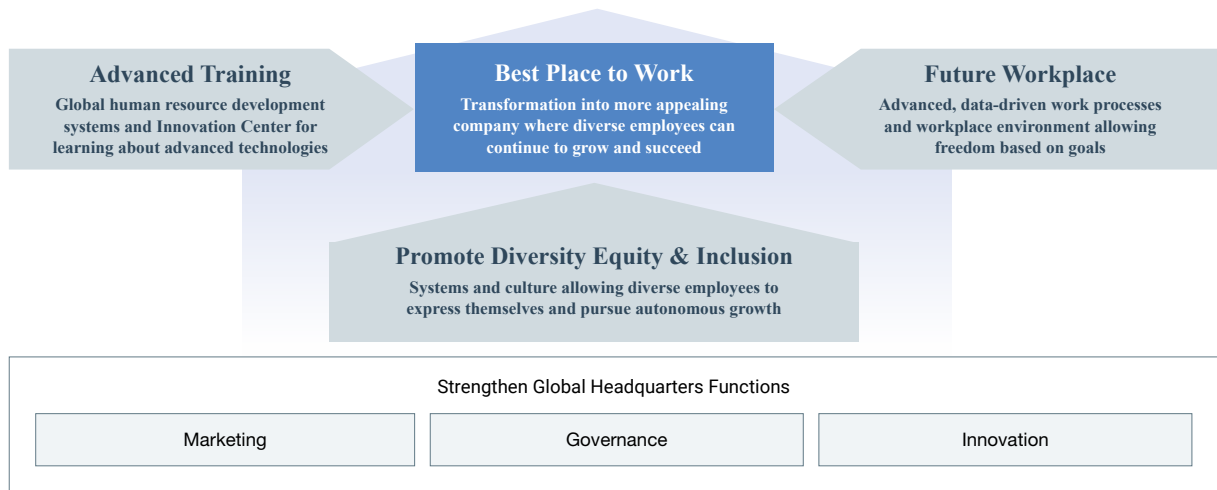 Advanced Training
Global human resource development
systems and Innovation Center for
learning about advanced technologies
Best Place to Work
Transformation into more appealing
company where diverse employees can
continue to grow and succeed
Future Workplace
Advanced, data-driven work processes
and workplace environment allowing
freedom based on goals
Promote Diversity Equity & Inclusion
Systems and culture allowing diverse employees to
express themselves and pursue autonomous growth
Strengthen Global Headquarters Functions
Marketing
Governance
Innovation